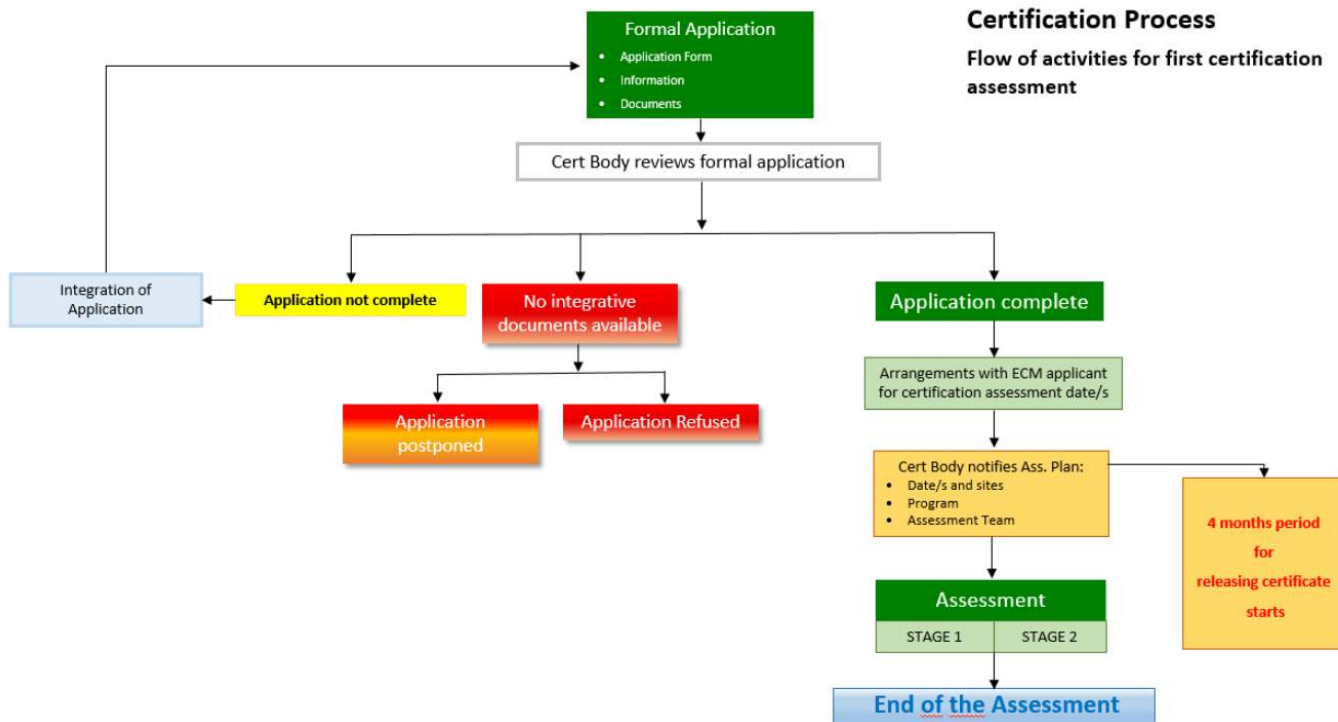 Certification Process
Flow of activities for first certification
assessment
Formal Application
• Application Form
• Information
• Documents
Cert Body reviews formal application
Integration of
Application
Application not complete
No integrative
documents available
Application complete
Application
postponed
Application Refused
Arrangements with ECM applicant
for certification assessment date/s
Cert Body notifies Ass. Plan:
• Date/s and sites
• Program
• Assessment Team
4 months period
for
releasing certificate
starts
Assessment
STAGE 1
STAGE 2
End of the Assessment